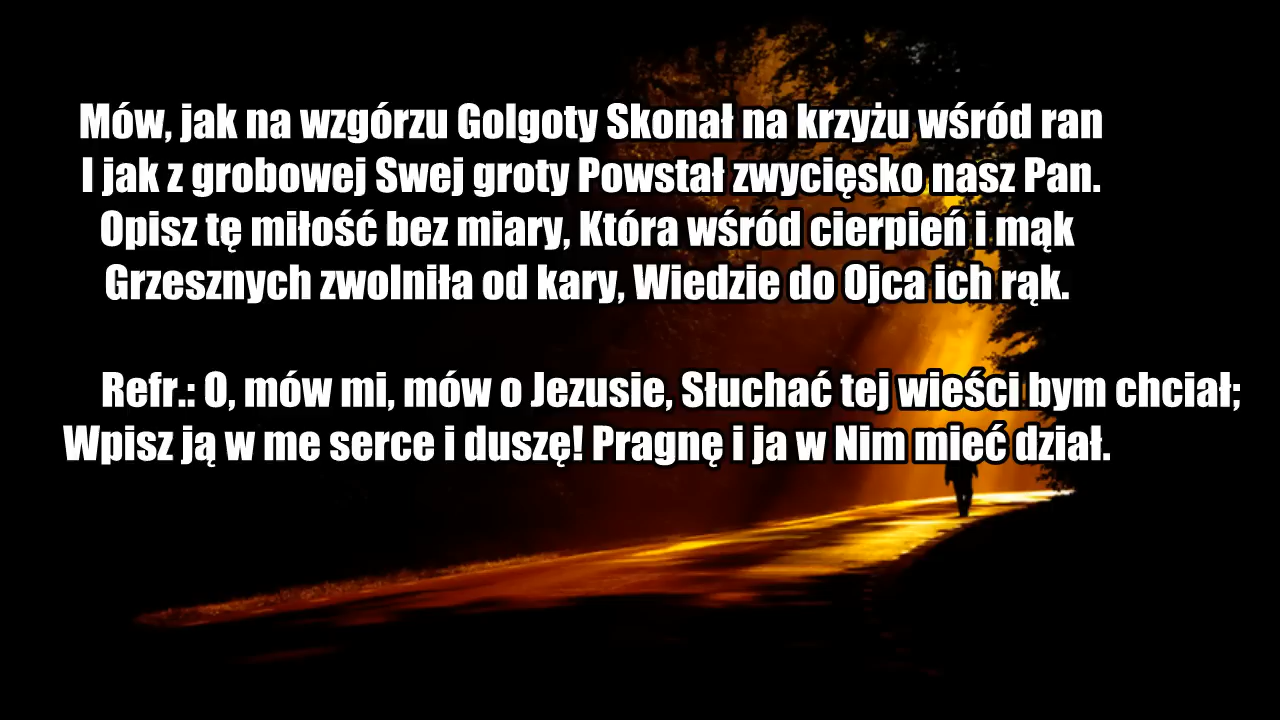 Mów, jak na wzgórzu Golgoty Skonał na krzyżu wśród ran
I jak z grobowej Swej groty Powstał zwycięsko nasz Pan.
Opisz tę miłość bez miary, Która wśród cierpień i mąk
Grzesznych zwolniła od kary, Wiedzie do Ojca ich rąk.
Refr.: O, mów mi, mów o Jezusie, Słuchać tej wieści bym chciał;
Wpisz ją w me serce i duszę! Pragnę i ja w Nim mieć dział.